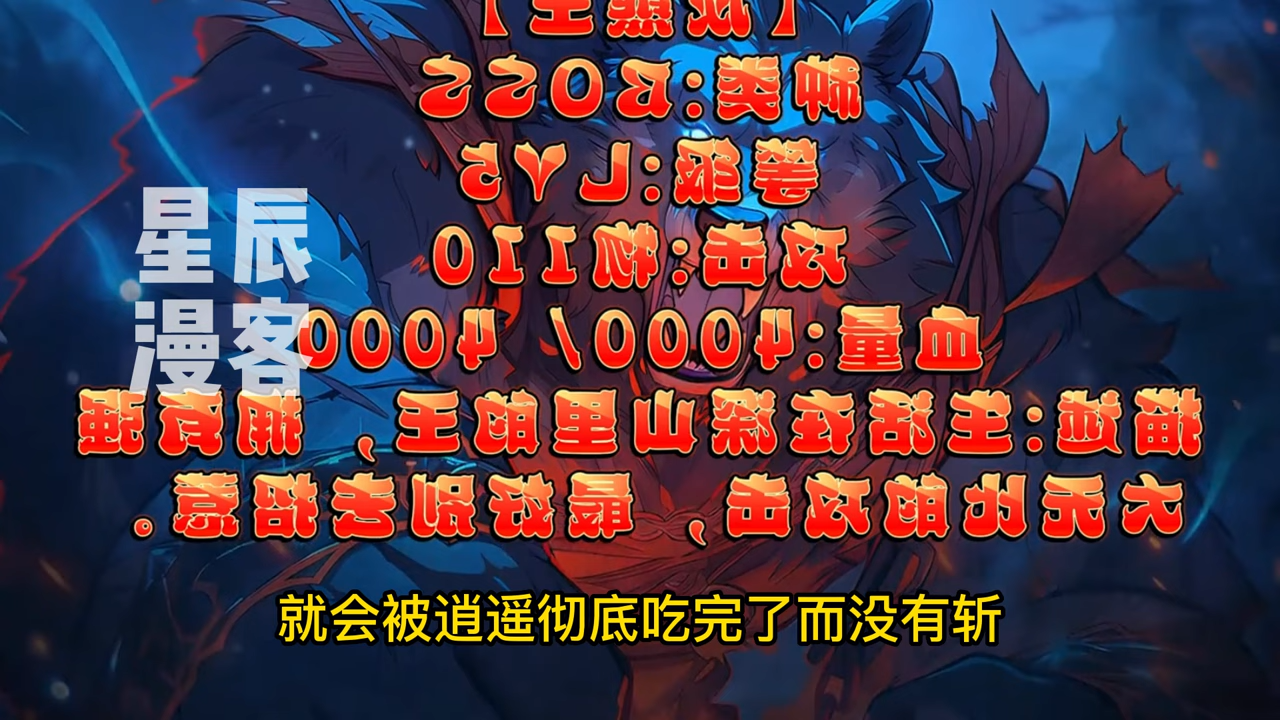 熊王】
种类:BOSS
等级:LV5
攻击:物110
血量:4000/ 4000
描述:生活在深山里的王,拥有强
大无比的攻击,最好别去招惹。
星辰
漫客
就会被逍遥彻底吃完了而没有斩